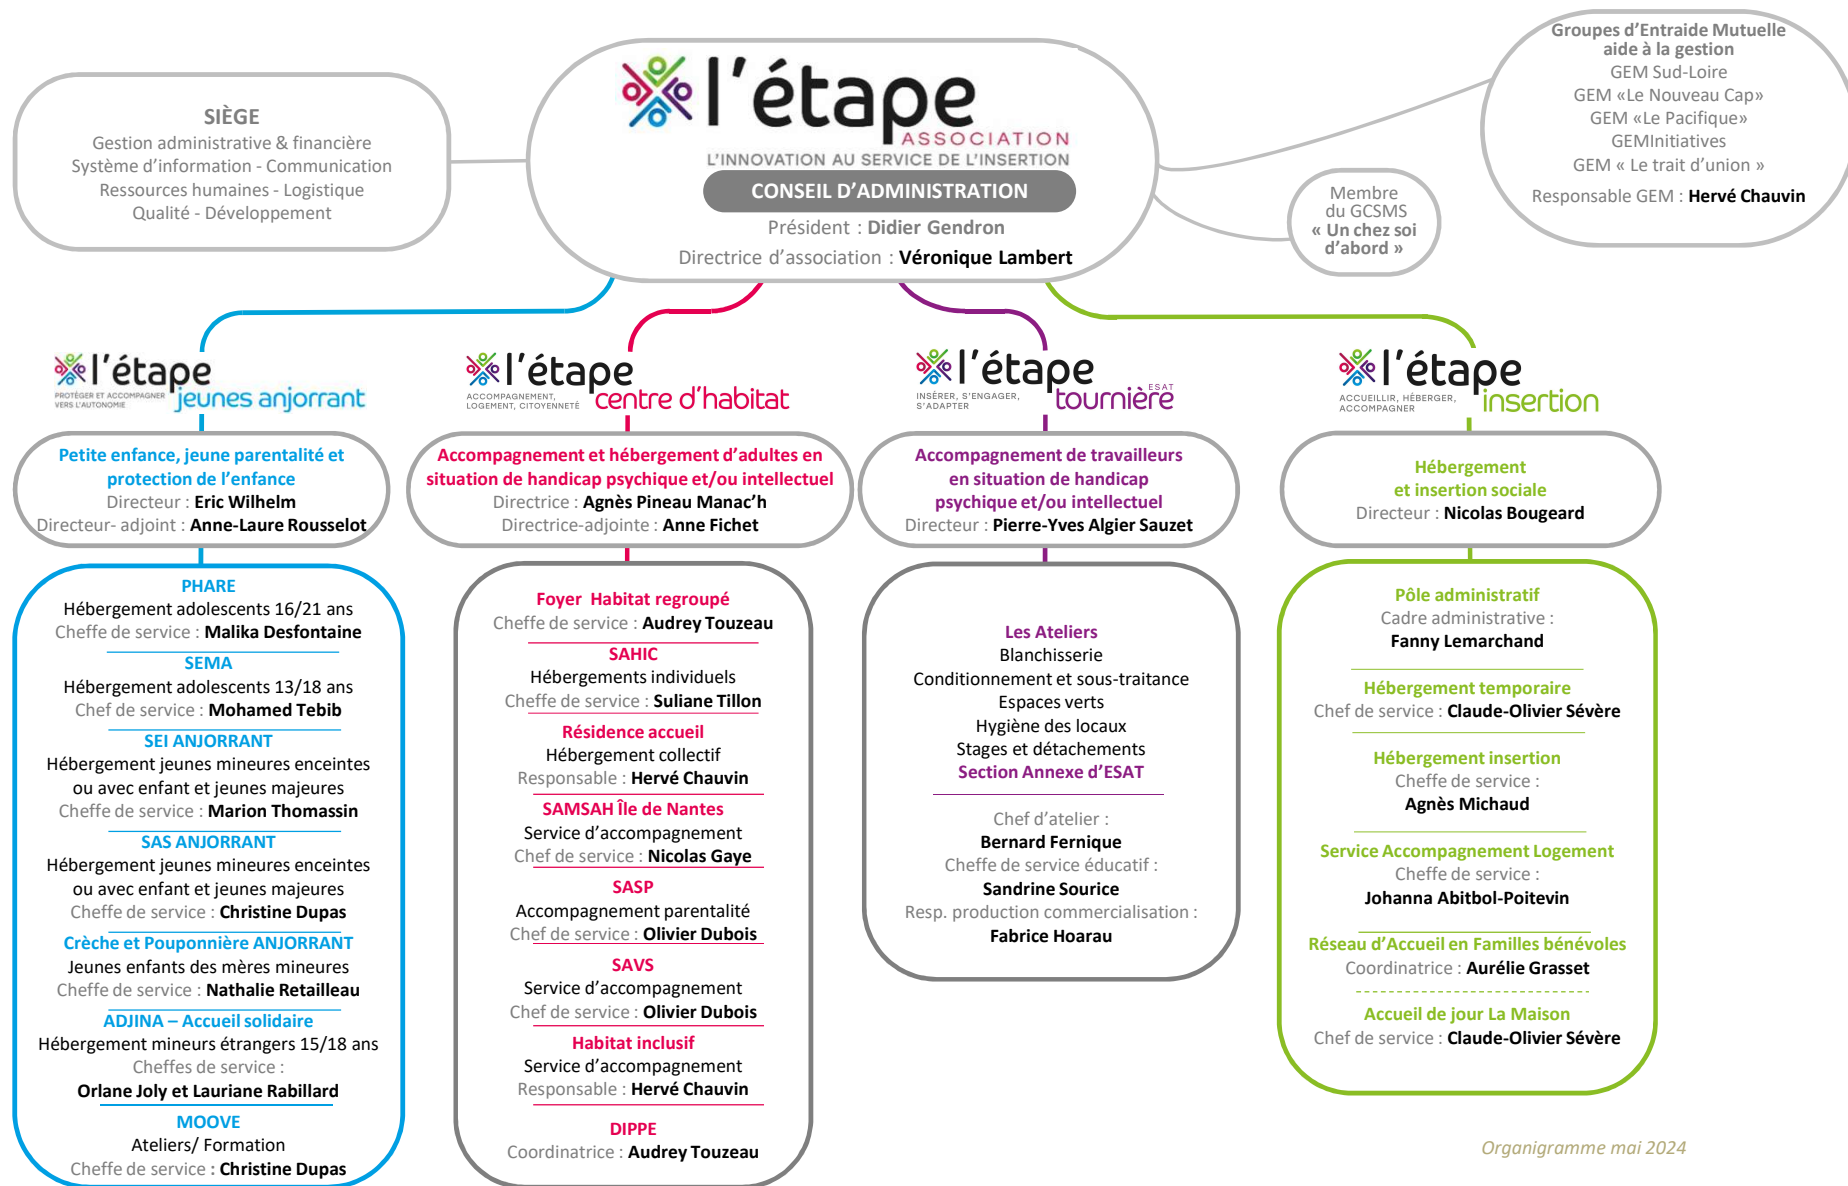 SIÈGE
Gestion administrative & financière
Système d'information - Communication
Ressources humaines - Logistique
Qualité - Développement
l'étape
ASSOCIATION
L'INNOVATION AU SERVICE DE L'INSERTION
CONSEIL D'ADMINISTRATION
Président : Didier Gendron
Directrice d'association : Véronique Lambert
Groupes d'Entraide Mutuelle
aide à la gestion
GEM Sud-Loire
GEM «Le Nouveau Cap»
GEM «Le Pacifique»
GEMInitiatives
GEM « Le trait d'union »
Responsable GEM : Hervé Chauvin
Membre
du GCSMS
« Un chez soi
d'abord »
l'étape
PROTÉGER ET ACCOMPAGNER
VERS L'AUTONOMIE
jeunes anjorrant
Petite enfance, jeune parentalité et
protection de l'enfance
Directeur : Eric Wilhelm
Directeur- adjoint : Anne-Laure Rousselot
PHARE
Hébergement adolescents 16/21 ans
Cheffe de service : Malika Desfontaine
SEMA
Hébergement adolescents 13/18 ans
Chef de service : Mohamed Tebib
SEI ANJORRANT
Hébergement jeunes mineures enceintes
ou avec enfant et jeunes majeures
Cheffe de service : Marion Thomassin
SAS ANJORRANT
Hébergement jeunes mineures enceintes
ou avec enfant et jeunes majeures
Cheffe de service : Christine Dupas
Crèche et Pouponnière ANJORRANT
Jeunes enfants des mères mineures
Cheffe de service : Nathalie Retailleau
ADJINA – Accueil solidaire
Hébergement mineurs étrangers 15/18 ans
Cheffes de service :
Orlane Joly et Lauriane Rabillard
MOOVE
Ateliers/ Formation
Cheffe de service : Christine Dupas
l'étape
ACCOMPAGNEMENT,
LOGEMENT, CITOYENNETÉ
centre d'habitat
Accompagnement et hébergement d'adultes en
situation de handicap psychique et/ou intellectuel
Directrice : Agnès Pineau Manac'h
Directrice-adjointe : Anne Fichet
Foyer Habitat regroupé
Cheffe de service : Audrey Touzeau
SAHIC
Hébergements individuels
Cheffe de service : Suliane Tillon
Résidence accueil
Hébergement collectif
Responsable : Hervé Chauvin
SAMSAH Île de Nantes
Service d'accompagnement
Chef de service : Nicolas Gaye
SASP
Accompagnement parentalité
Chef de service : Olivier Dubois
SAVS
Service d'accompagnement
Chef de service : Olivier Dubois
Habitat inclusif
Service d'accompagnement
Responsable : Hervé Chauvin
DIPPE
Coordinatrice : Audrey Touzeau
l'étape
INSÉRER, S'ENGAGER,
S'ADAPTER
ESAT
tournière
Accompagnement de travailleurs
en situation de handicap
psychique et/ou intellectuel
Directeur : Pierre-Yves Algier Sauzet
Les Ateliers
Blanchisserie
Conditionnement et sous-traitance
Espaces verts
Hygiène des locaux
Stages et détachements
Section Annexe d'ESAT
Chef d'atelier :
Bernard Fernique
Cheffe de service éducatif :
Sandrine Sourice
Resp. production commercialisation :
Fabrice Hoarau
l'étape
ACCUEILLIR, HÉBERGER,
ACCOMPAGNER
insertion
Hébergement
et insertion sociale
Directeur : Nicolas Bougeard
Pôle administratif
Cadre administrative :
Fanny Lemarchand
Hébergement temporaire
Chef de service : Claude-Olivier Sévère
Hébergement insertion
Cheffe de service :
Agnès Michaud
Service Accompagnement Logement
Cheffe de service :
Johanna Abitbol-Poitevin
Réseau d'Accueil en Familles bénévoles
Coordinatrice : Aurélie Grasset
Accueil de jour La Maison
Chef de service : Claude-Olivier Sévère
Organigramme mai 2024